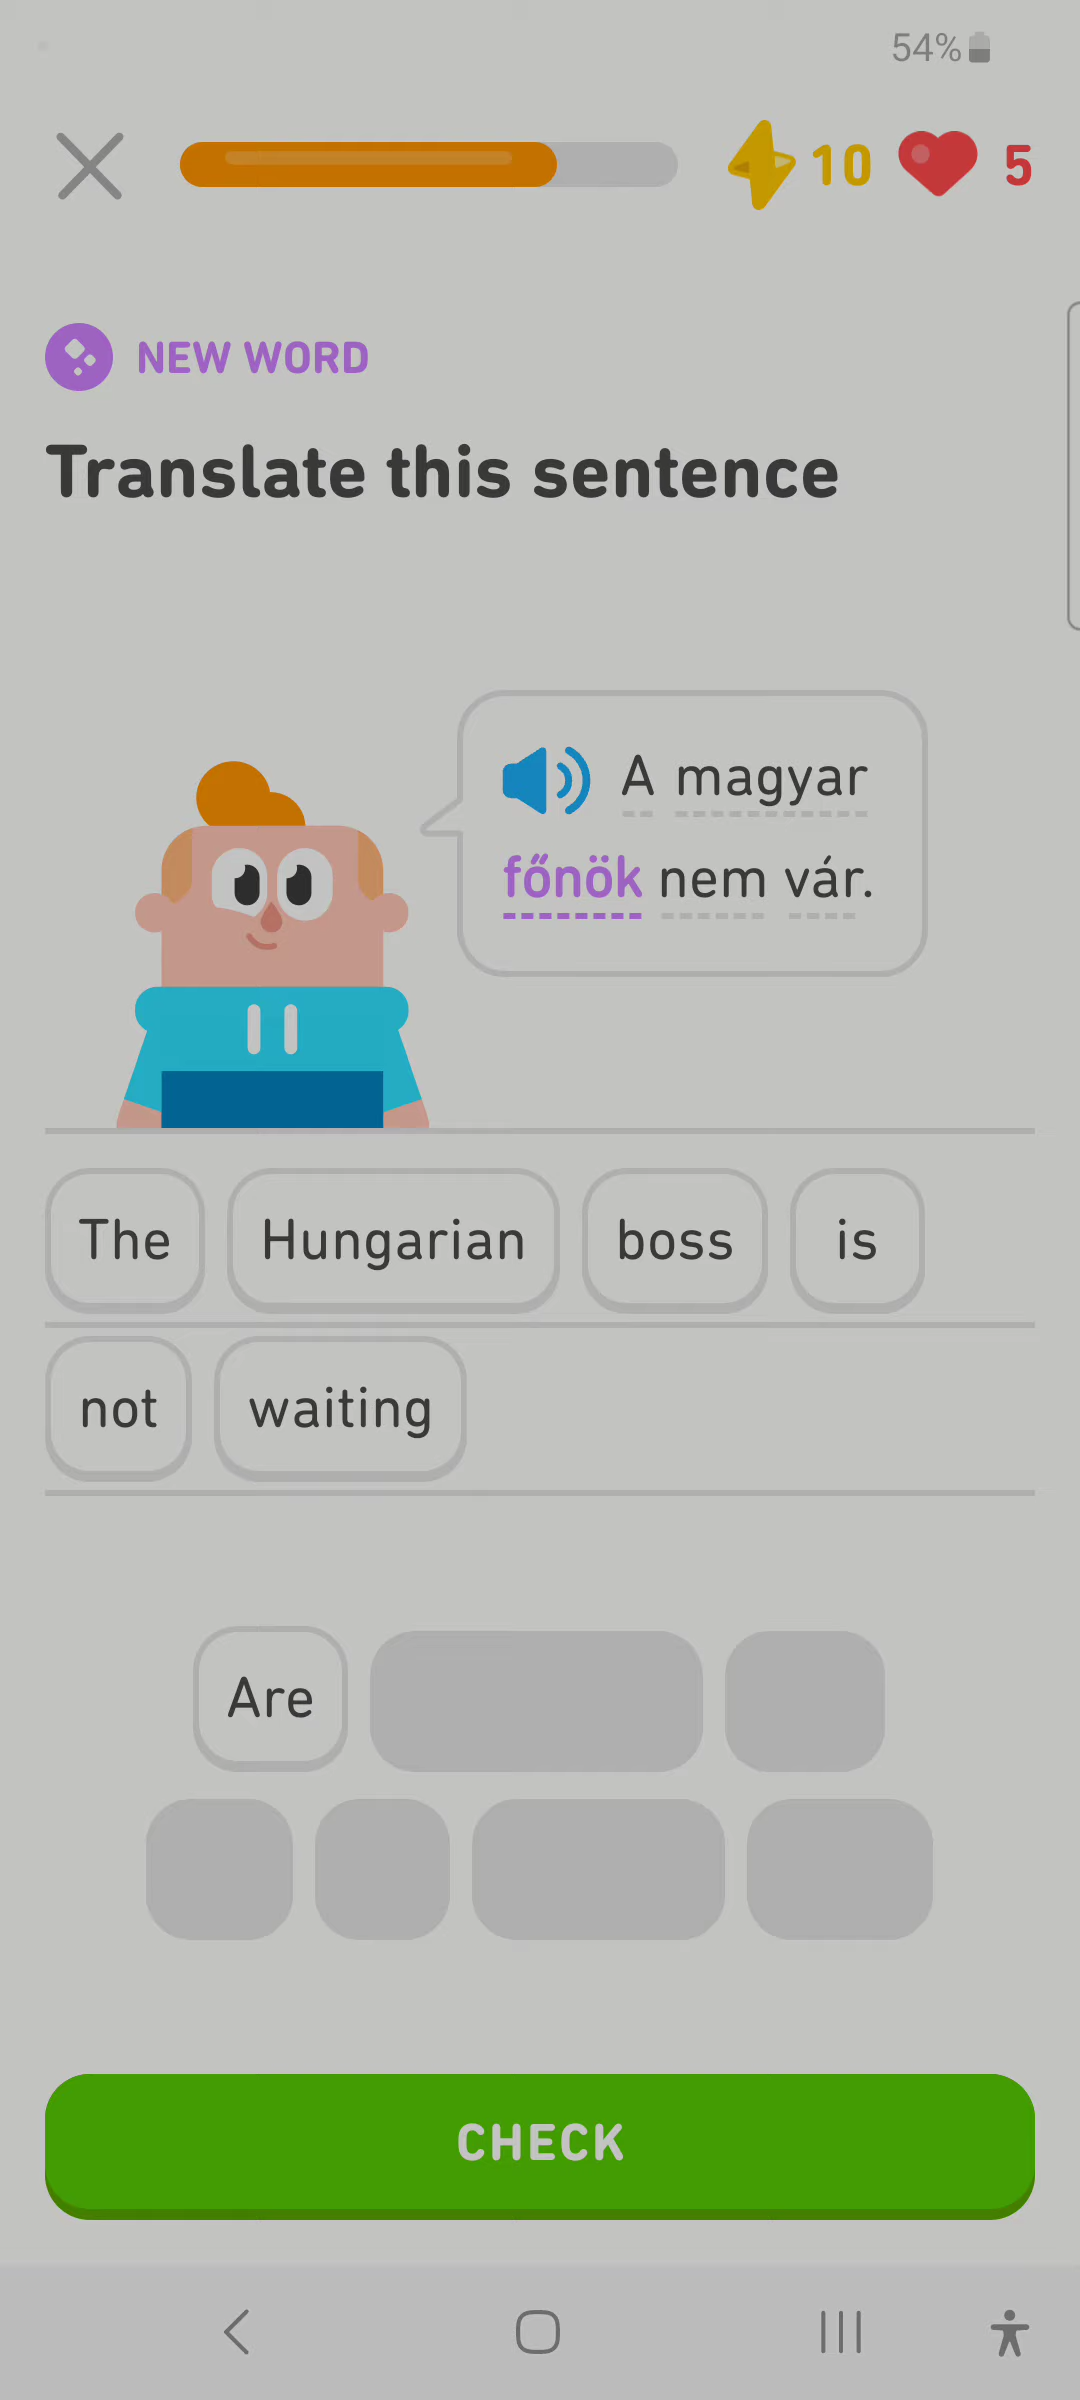 54%
10 5
NEW WORD
Translate this sentence
A magyar
főnök nem vár.
The Hungarian boss is
not waiting
Are
CHECK